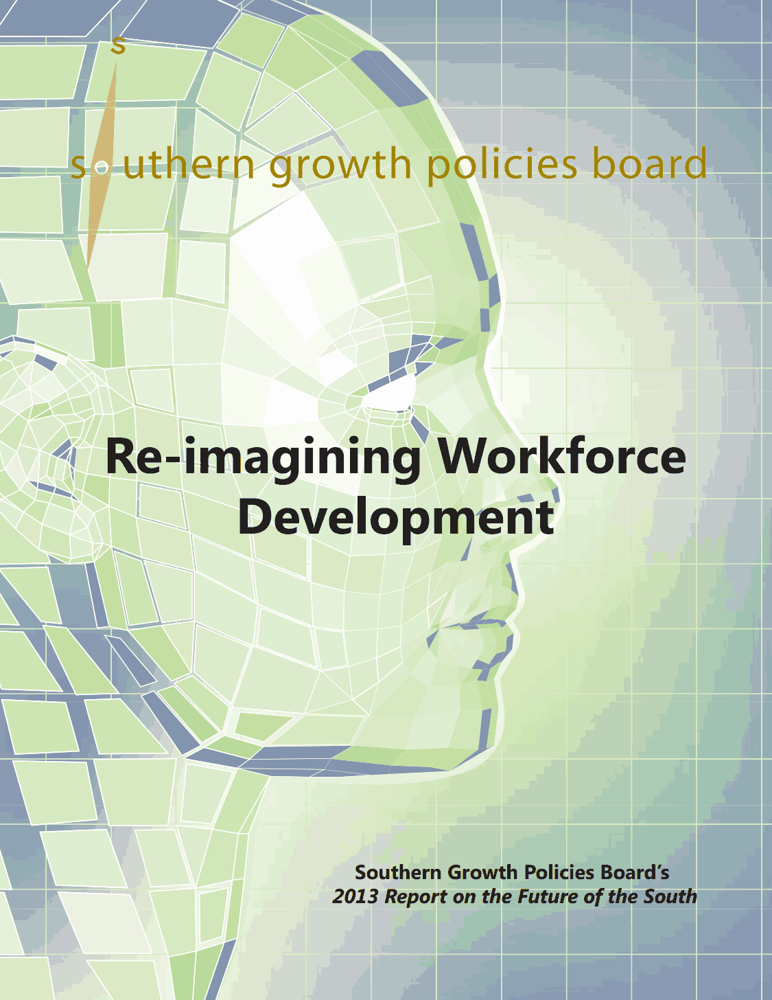 s
southern growth policies board
Re-imagining Workforce
Development
Southern Growth Policies Board’s
2013 Report on the Future of the South